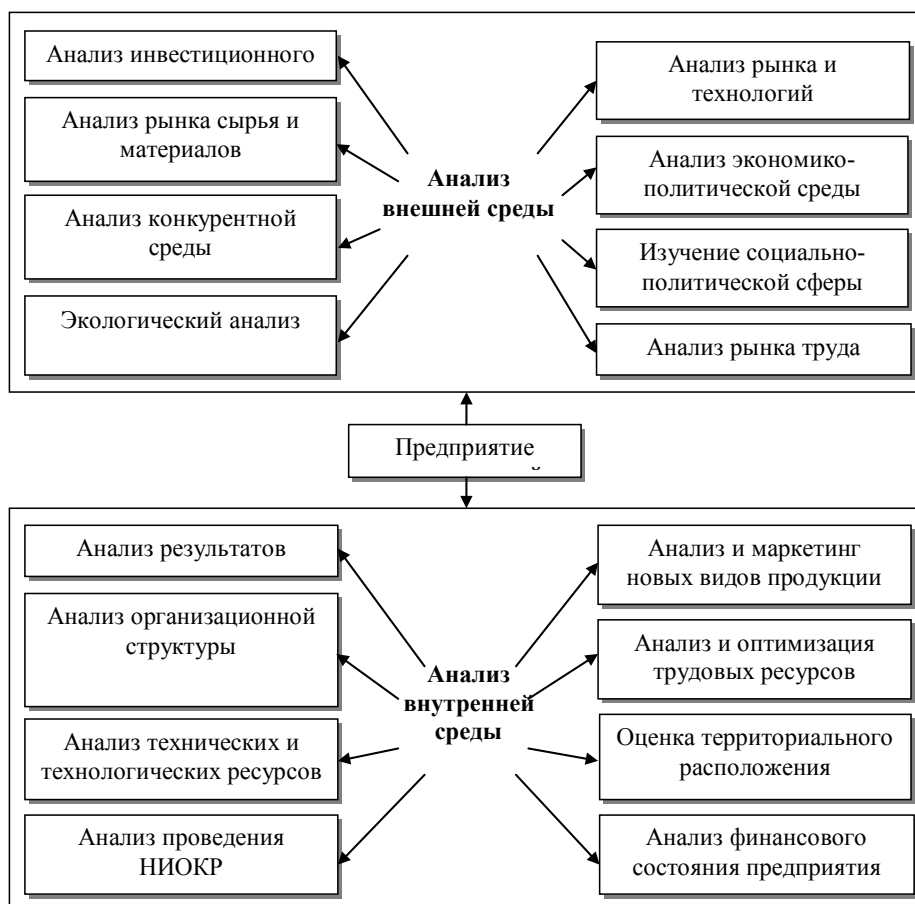 Анализ инвестиционного
Анализ рынка сырья и
материалов
Анализ конкурентной
среды
Экологический анализ
Анализ
внешней среды
Анализ рынка и
технологий
Анализ экономико-
политической среды
Изучение социально-
политической сферы
Анализ рынка труда
Предприятие
Анализ результатов
Анализ организационной
структуры
Анализ технических и
технологических ресурсов
Анализ проведения
НИОКР
Анализ
внутренней
среды
Анализ и маркетинг
новых видов продукции
Анализ и оптимизация
трудовых ресурсов
Оценка территориального
расположения
Анализ финансового
состояния предприятия